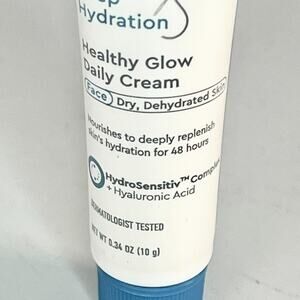 Hydration
Healthy Glow
Daily Cream
Face Dry, Dehydrated Skin
Nourishes to deeply replenish
skin's hydration for 48 hours
HydroSensitiv™ Complex
+ Hyaluronic Acid
DERMATOLOGIST TESTED
NET WT 0.34 OZ (10 g)